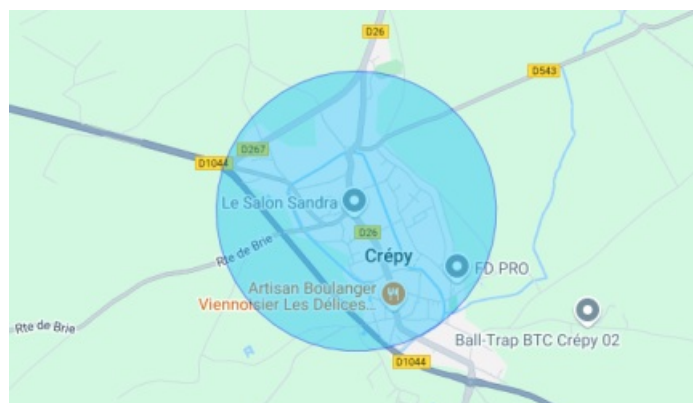 D26
D543
D267
D1044
Le Salon Sandra
D26
Rte de Brie
Crépy
FD PRO
Artisan Boulanger
Viennoisier Les Délices...
Rte de Brie
Ball-Trap BTC Crépy 02
D1044